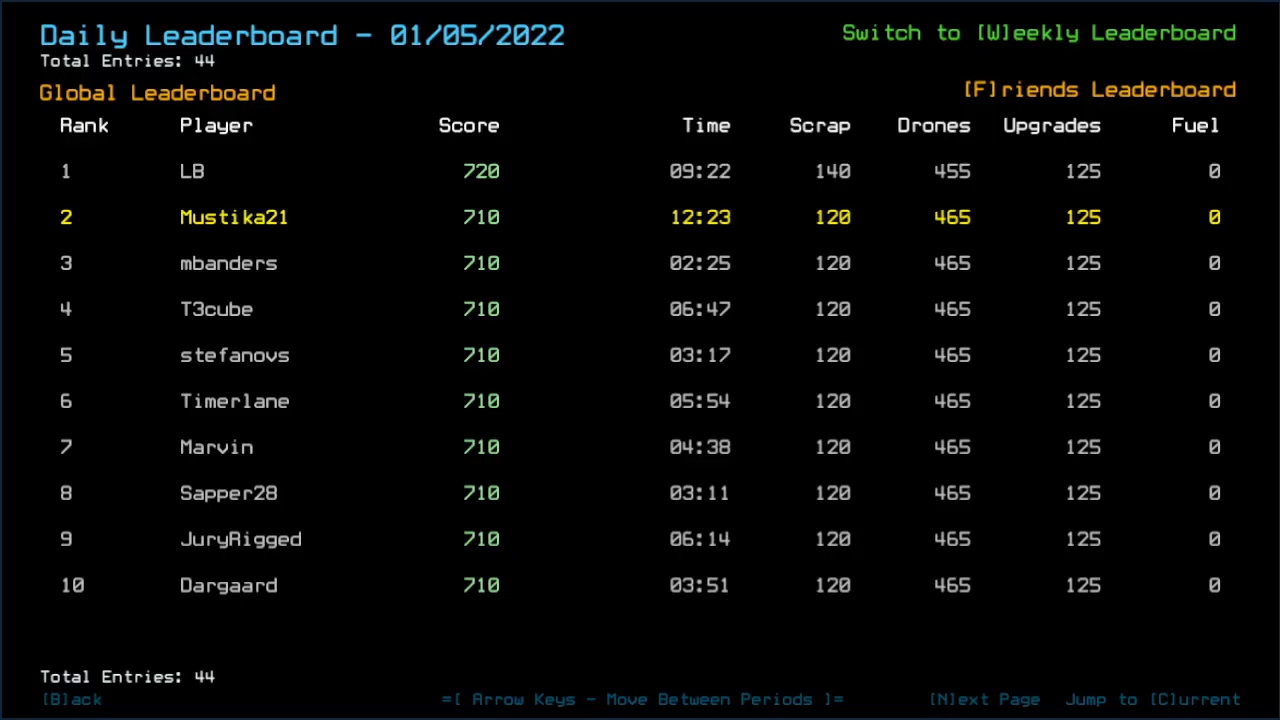 Daily Leaderboard - 01/05/2022 Switch to [W]eekly Leaderboard
Total Entries: 44
Global Leaderboard [F]riends Leaderboard
Rank Player Score Time Scrap Drones Upgrades Fuel
1 LB 720 09:22 140 455 125 0
2 Mustika21 710 12:23 120 465 125 0
3 mbanders 710 02:25 120 465 125 0
4 T3cube 710 06:47 120 465 125 0
5 stefanovs 710 03:17 120 465 125 0
6 Timerlane 710 05:54 120 465 125 0
7 Marvin 710 04:38 120 465 125 0
8 Sapper28 710 03:11 120 465 125 0
9 JuryRigged 710 06:14 120 465 125 0
10 Dargaard 710 03:51 120 465 125 0
Total Entries: 44
[B]ack =[ Arrow Keys - Move Between Periods ]= [N]ext Page Jump to [C]urrent